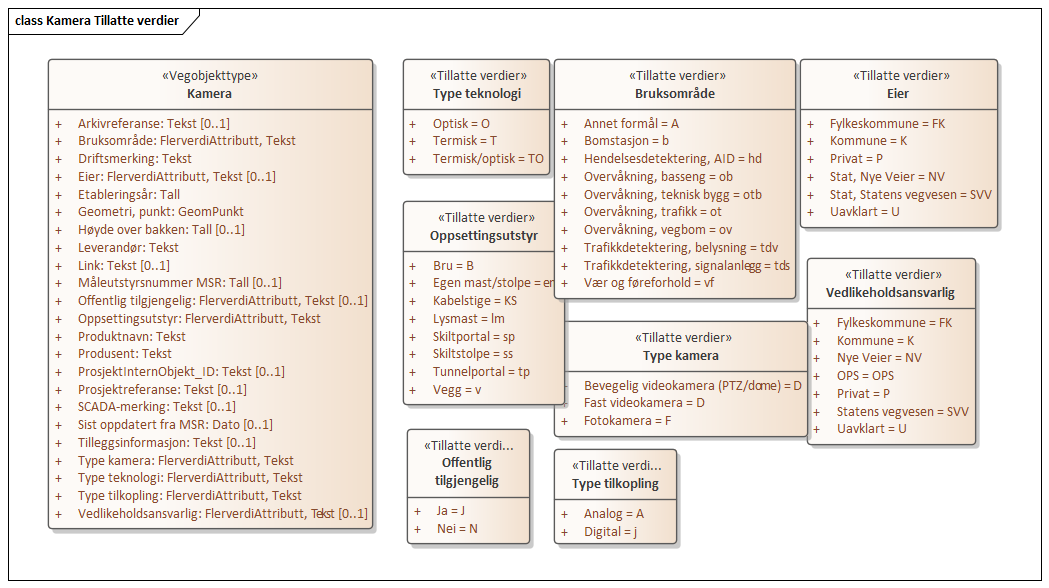 class Kamera Tillatte verdier
«Vegobjekttype»
Kamera
+ Arkivreferanse: Tekst [0..1]
+ Bruksområde: FlerverdiAttributt, Tekst
+ Driftsmerking: Tekst
+ Eier: FlerverdiAttributt, Tekst [0..1]
+ Etableringsår: Tall
+ Geometri, punkt: GeomPunkt
+ Høyde over bakken: Tall [0..1]
+ Leverandør: Tekst
+ Link: Tekst [0..1]
+ Måleutstyrsnummer MSR: Tall [0..1]
+ Offentlig tilgjengelig: FlerverdiAttributt, Tekst [0..1]
+ Oppsettingsutstyr: FlerverdiAttributt, Tekst
+ Produktnavn: Tekst
+ Produsent: Tekst
+ ProsjektInternObjekt_ID: Tekst [0..1]
+ Prosjektreferanse: Tekst [0..1]
+ SCADA-merking: Tekst [0..1]
+ Sist oppdatert fra MSR: Dato [0..1]
+ Tilleggsinformasjon: Tekst [0..1]
+ Type kamera: FlerverdiAttributt, Tekst
+ Type teknologi: FlerverdiAttributt, Tekst
+ Type tilkopling: FlerverdiAttributt, Tekst
+ Vedlikeholdsansvarlig: FlerverdiAttributt, Tekst [0..1]
«Tillatte verdier»
Type teknologi
+ Optisk = O
+ Termisk = T
+ Termisk/optisk = TO
«Tillatte verdier»
Oppsettingsutstyr
+ Bru = B
+ Egen mast/stolpe =
+ Kabelstige = KS
+ Lysmast = lm
+ Skiltportal = sp
+ Skiltstolpe = ss
+ Tunnelportal = tp
+ Vegg = v
«Tillatte verdi...
Offentlig
tilgjengelig
+ Ja = J
+ Nei = N
«Tillatte verdier»
Bruksområde
+ Annet formål = A
+ Bomstasjon = b
+ Hendelsesdetektering, AID = hd
+ Overvåkning, basseng = ob
+ Overvåkning, teknisk bygg = otb
+ Overvåkning, trafikk = ot
+ Overvåkning, vegbom = ov
+ Trafikkdetektering, belysning = tdv
+ Trafikkdetektering, signalanlegg = tds
+ Vær og føreforhold = vf
«Tillatte verdier»
Type kamera
Bevegelig videokamera (PTZ/dome) = D
Fast videokamera = D
+ Fotokamera = F
«Tillatte verdi...
Type tilkopling
+ Analog = A
+ Digital = j
«Tillatte verdier»
Eier
+ Fylkeskommune = FK
+ Kommune = K
+ Privat = P
+ Stat, Nye Veier = NV
+ Stat, Statens vegvesen = SVV
+ Uavklart = U
«Tillatte verdier»
Vedlikeholdsansvarlig
+ Fylkeskommune = FK
+ Kommune = K
+ Nye Veier = NV
+ OPS = OPS
+ Privat = P
+ Statens vegvesen = SVV
+ Uavklart = U